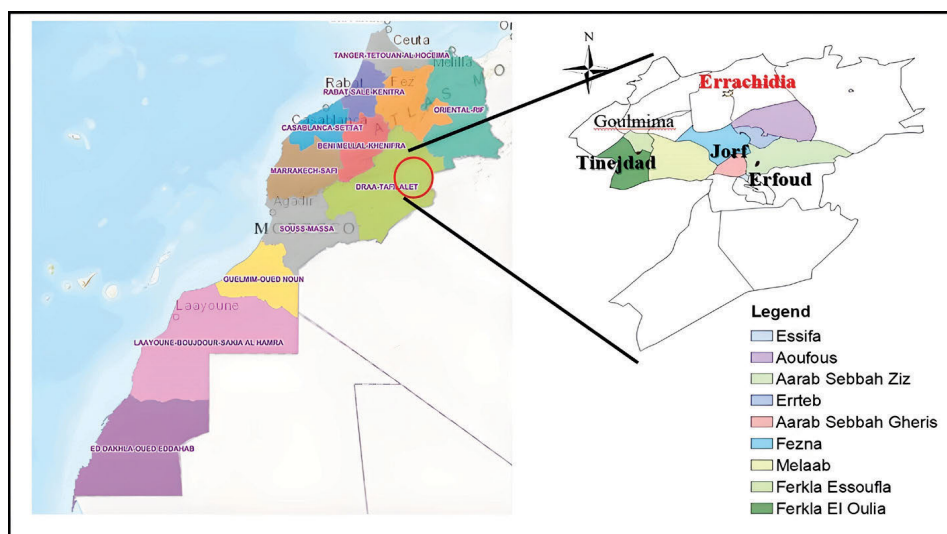 Ceuta
TANGER-TETOUAN-AL HOCEIMA
Melilla
Rabat
Fez
RABAT-SALE-KENITRA
M O
A T L A S
Casablanca
ORIENTAL-RIF
CASABLANCA-SETTAT
BENI MELLAL-KHENIFRA
MARRAKECH-SAFI
DRAA-TAFILALET
Agadir
MOROCCO
SOUSS-MASSA
GUELMIM-OUED NOUN
Laayoune
LAAYOUNE-BOUJDOUR-SAKIA AL HAMRA
ED DAKHLA-OUED EDDAHAB
N
Errachidia
Goulmima
Tinejdad
Jorf
Erfoud
Legend
Essifa
Aoufous
Aarab Sebbah Ziz
Errteb
Aarab Sebbah Gheris
Fezna
Melaab
Ferkla Essoufla
Ferkla El Oulia